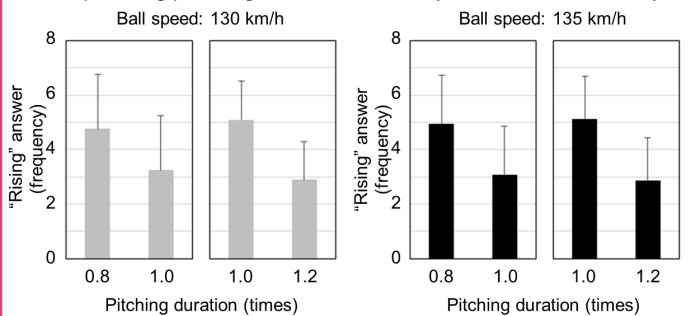 Ball speed: 130 km/h
8
6
4
2
0
"Rising" answer
(frequency)
0.8 1.0 1.0 1.2
Pitching duration (times)
Ball speed: 135 km/h
8
6
4
2
0
"Rising" answer
(frequency)
0.8 1.0 1.0 1.2
Pitching duration (times)